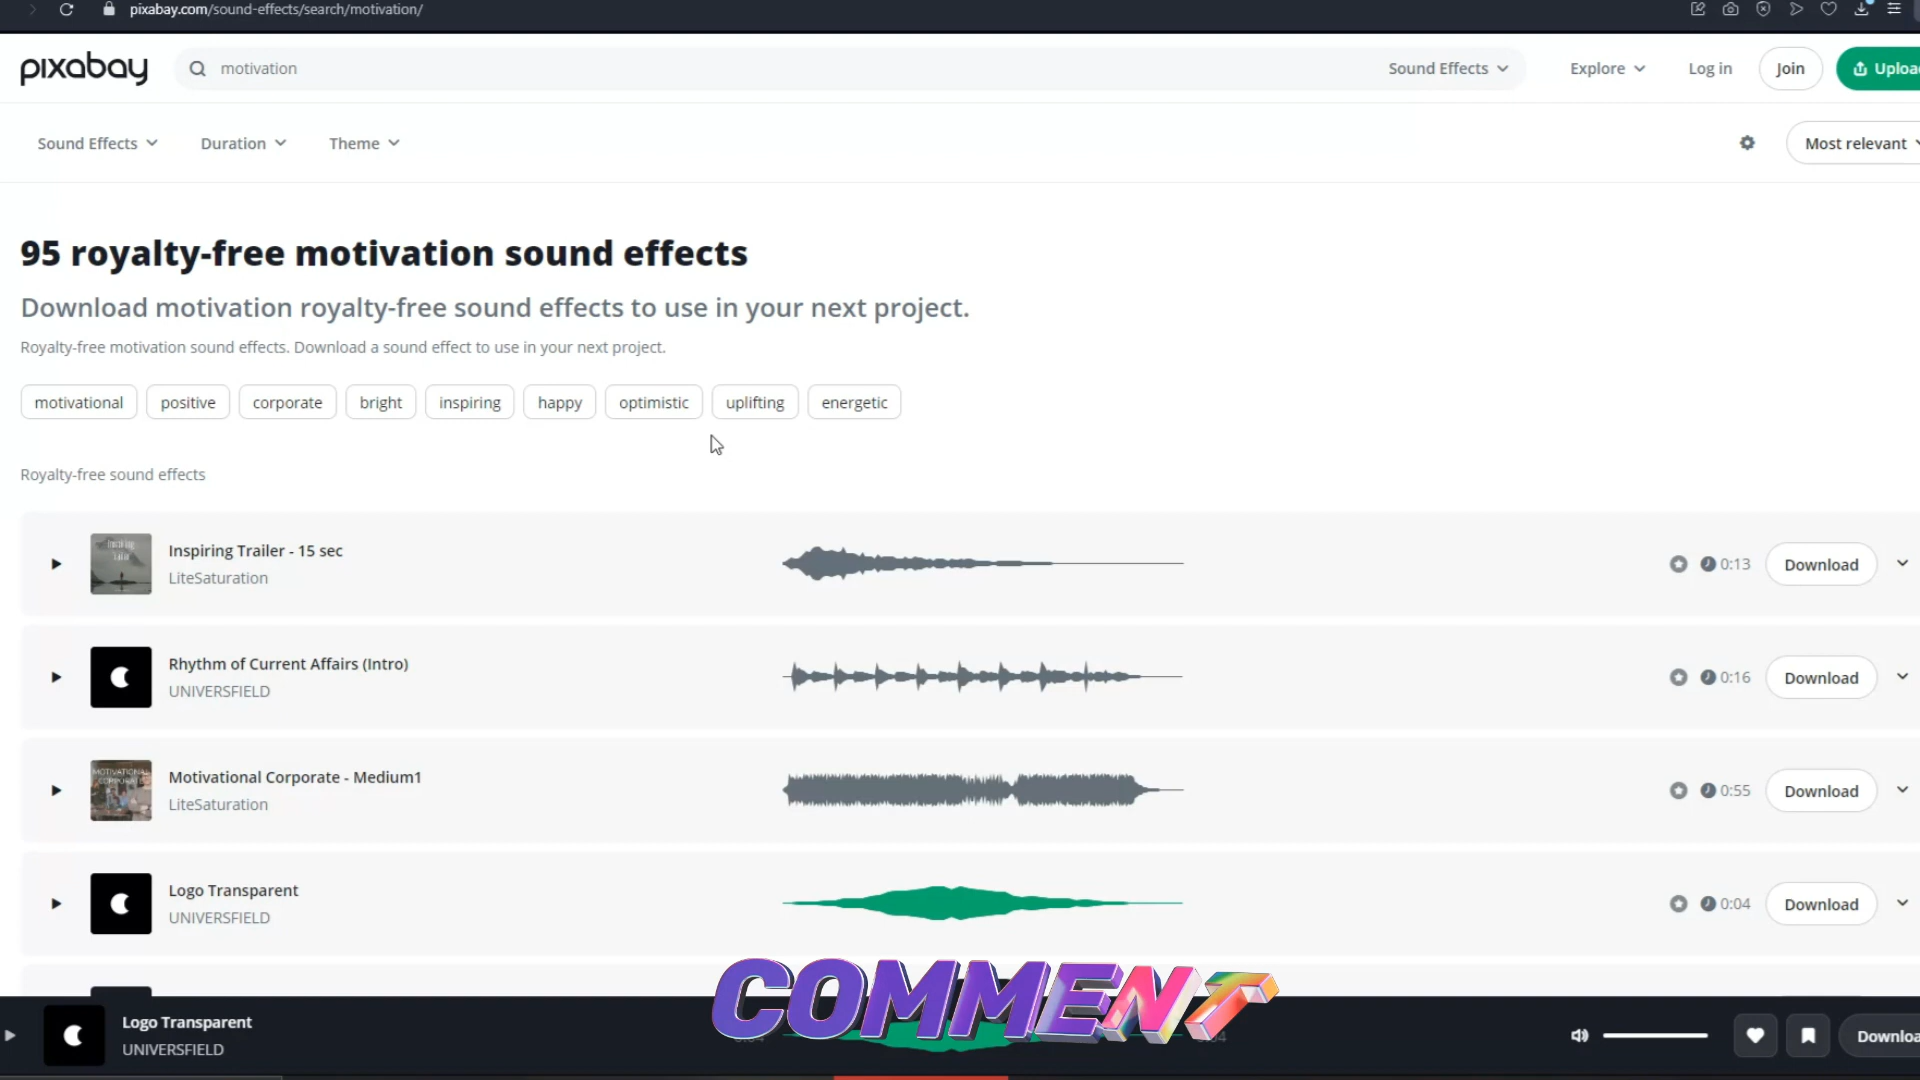 pixabay.com/sound-effects/search/motivation/
pixabay
motivation
Sound Effects
Explore
Log in
Join
Uploa
Sound Effects
Duration
Theme
Most relevant
95 royalty-free motivation sound effects
Download motivation royalty-free sound effects to use in your next project.
Royalty-free motivation sound effects. Download a sound effect to use in your next project.
motivational
positive
corporate
bright
inspiring
happy
optimistic
uplifting
energetic
Royalty-free sound effects
Inspiring Trailer - 15 sec
LiteSaturation
0:13
Download
Rhythm of Current Affairs (Intro)
UNIVERSFIELD
0:16
Download
MOTIVATIONAL
CORPORATE
Motivational Corporate - Medium1
LiteSaturation
0:55
Download
Logo Transparent
UNIVERSFIELD
0:04
Download
COMMENT
Logo Transparent
UNIVERSFIELD
Downloa